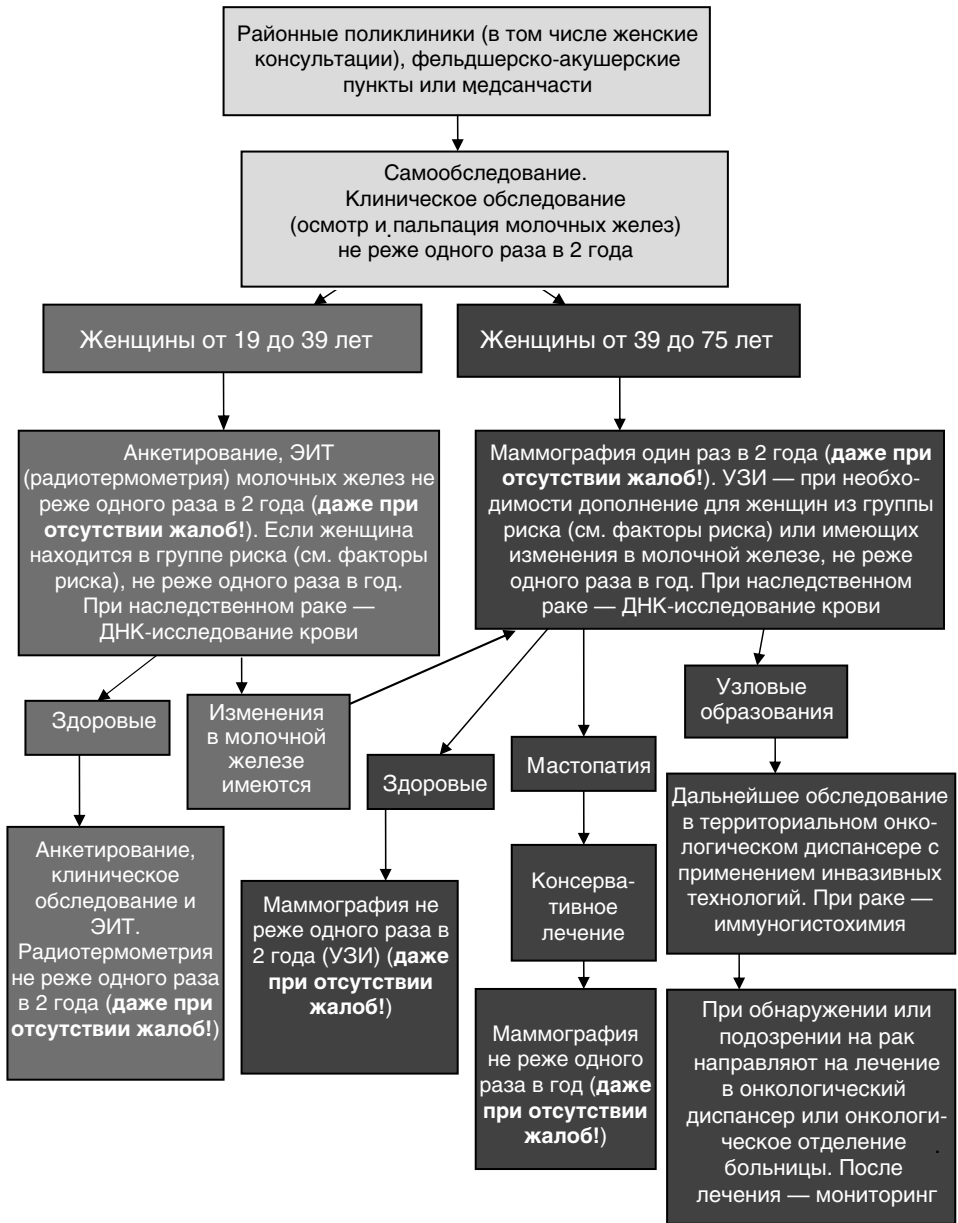 Районные поликлиники (в том числе женские
консультации), фельдшерско-акушерские
пункты или медсанчасти
Самообследование.
Клиническое обследование
(осмотр и пальпация молочных желез)
не реже одного раза в 2 года
Женщины от 19 до 39 лет
Женщины от 39 до 75 лет
Анкетирование, ЭИТ
(радиотермометрия) молочных желез не
реже одного раза в 2 года (даже при
отсутствии жалоб!). Если женщина
находится в группе риска (см. факторы
риска), не реже одного раза в год.
При наследственном раке —
ДНК-исследование крови
Маммография один раз в 2 года (даже при
отсутствии жалоб!). УЗИ — при необхо-
димости дополнение для женщин из группы
риска (см. факторы риска) или имеющих
изменения в молочной железе, не реже
одного раза в год. При наследственном
раке — ДНК-исследование крови
Здоровые
Изменения
в молочной
железе
имеются
Здоровые
Мастопатия
Узловые
образования
Анкетирование,
клиническое
обследование и
ЭИТ.
Радиотермометрия
не реже одного раза
в 2 года (даже при
отсутствии жалоб!)
Маммография не
реже одного раза в
2 года (УЗИ) (даже
при отсутствии
жалоб!)
Консерва-
тивное
лечение
Маммография
не реже одного
раза в год (даже
при отсутствии
жалоб!)
Дальнейшее обследование
в территориальном онко-
логическом диспансере с
применением инвазивных
технологий. При раке —
иммуногистохимия
При обнаружении или
подозрении на рак
направляют на лечение
в онкологический
диспансер или онкологи-
ческое отделение
больницы. После
лечения — мониторинг